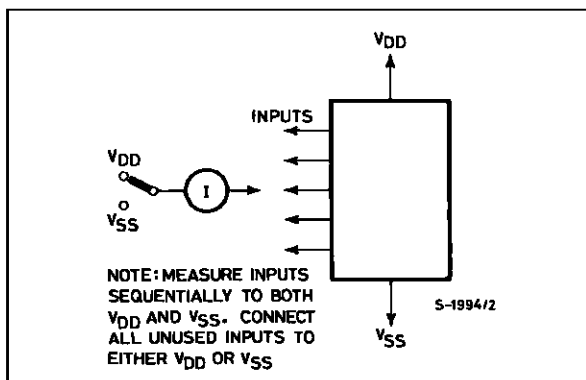 VDD
INPUTS
VDD
I
VSS
NOTE: MEASURE INPUTS
SEQUENTIALLY TO BOTH
VDD AND VSS. CONNECT
ALL UNUSED INPUTS TO
EITHER VDD OR VSS
S-1994/2
VSS